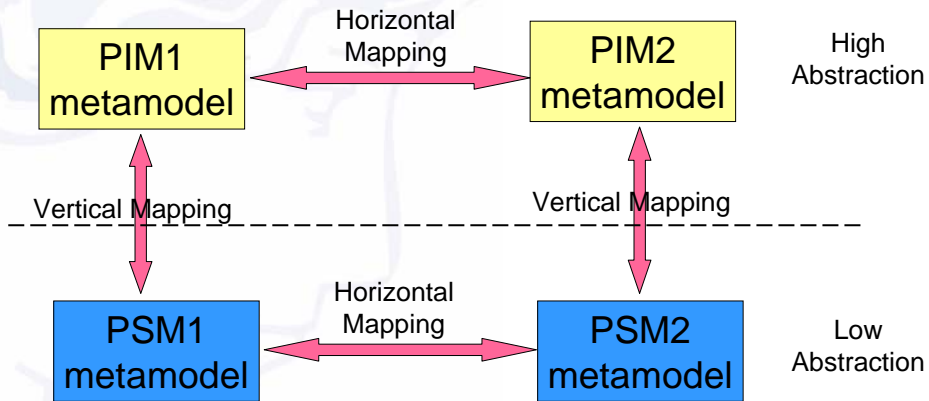 PIM1
metamodel
Horizontal
Mapping
PIM2
metamodel
High
Abstraction
Vertical Mapping
Vertical Mapping
PSM1
metamodel
Horizontal
Mapping
PSM2
metamodel
Low
Abstraction